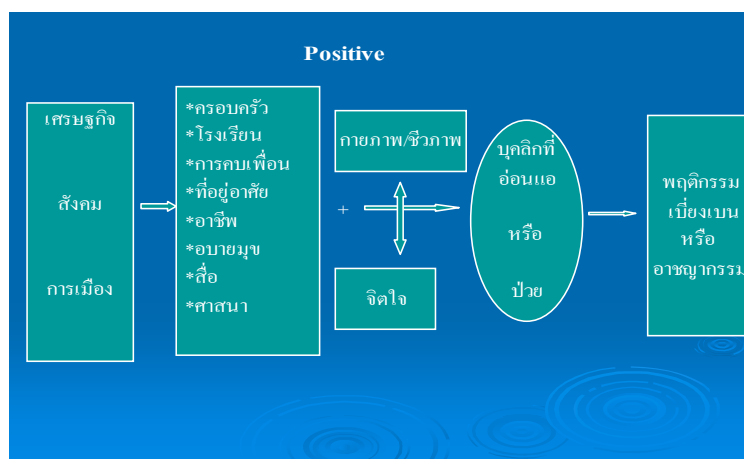 Positive
เศรษฐกิจ
สังคม
การเมือง
*ครอบครัว
*โรงเรียน
*การคบเพื่อน
*ที่อยู่อาศัย
*อาชีพ
*อบายมุข
*สื่อ
*ศาสนา
กายภาพ/ชีวภาพ
+
จิตใจ
บุคลิกที่
อ่อนแอ
หรือ
ป่วย
พฤติกรรม
เบี่ยงเบน
หรือ
อาชญากรรม